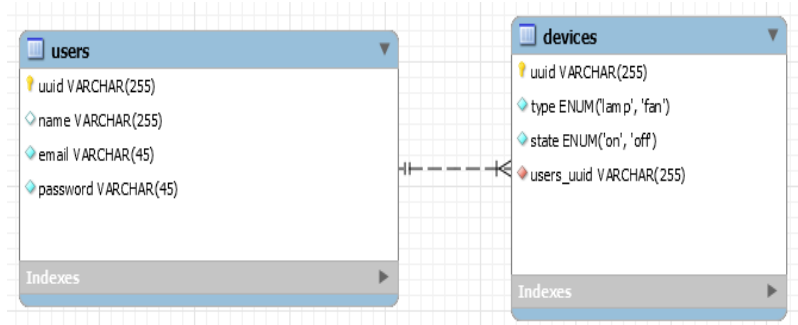 users
uuid VARCHAR(255)
name VARCHAR(255)
email VARCHAR(45)
password VARCHAR(45)
Indexes
devices
uuid VARCHAR(255)
type ENUM('lamp', 'fan')
state ENUM('on', 'off')
users_uuid VARCHAR(255)
Indexes